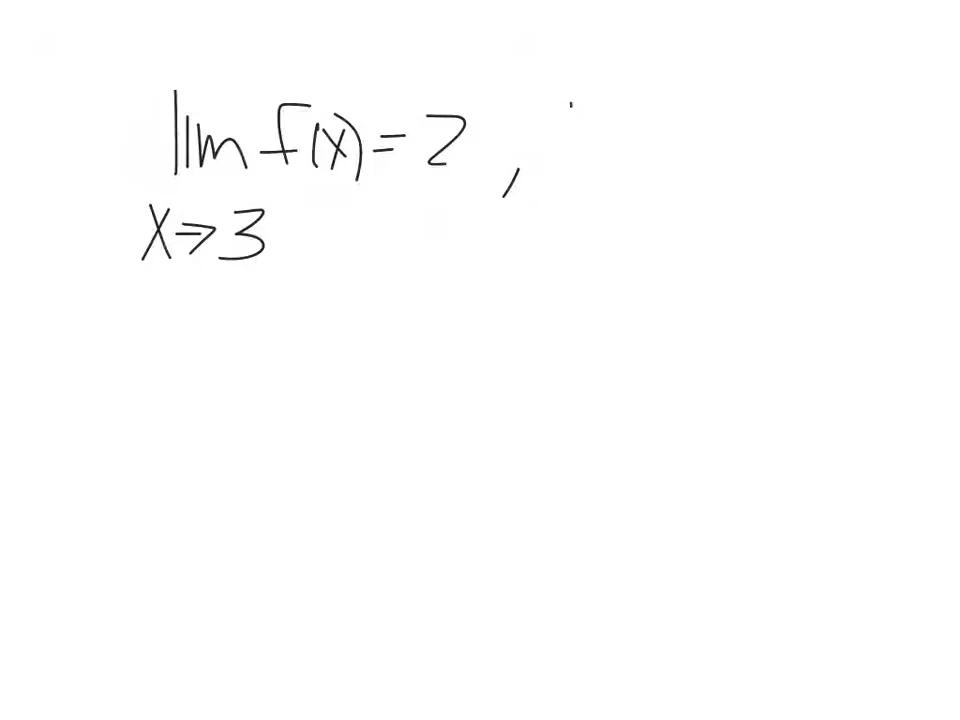 lim f(x) = 2 ,
x → 3